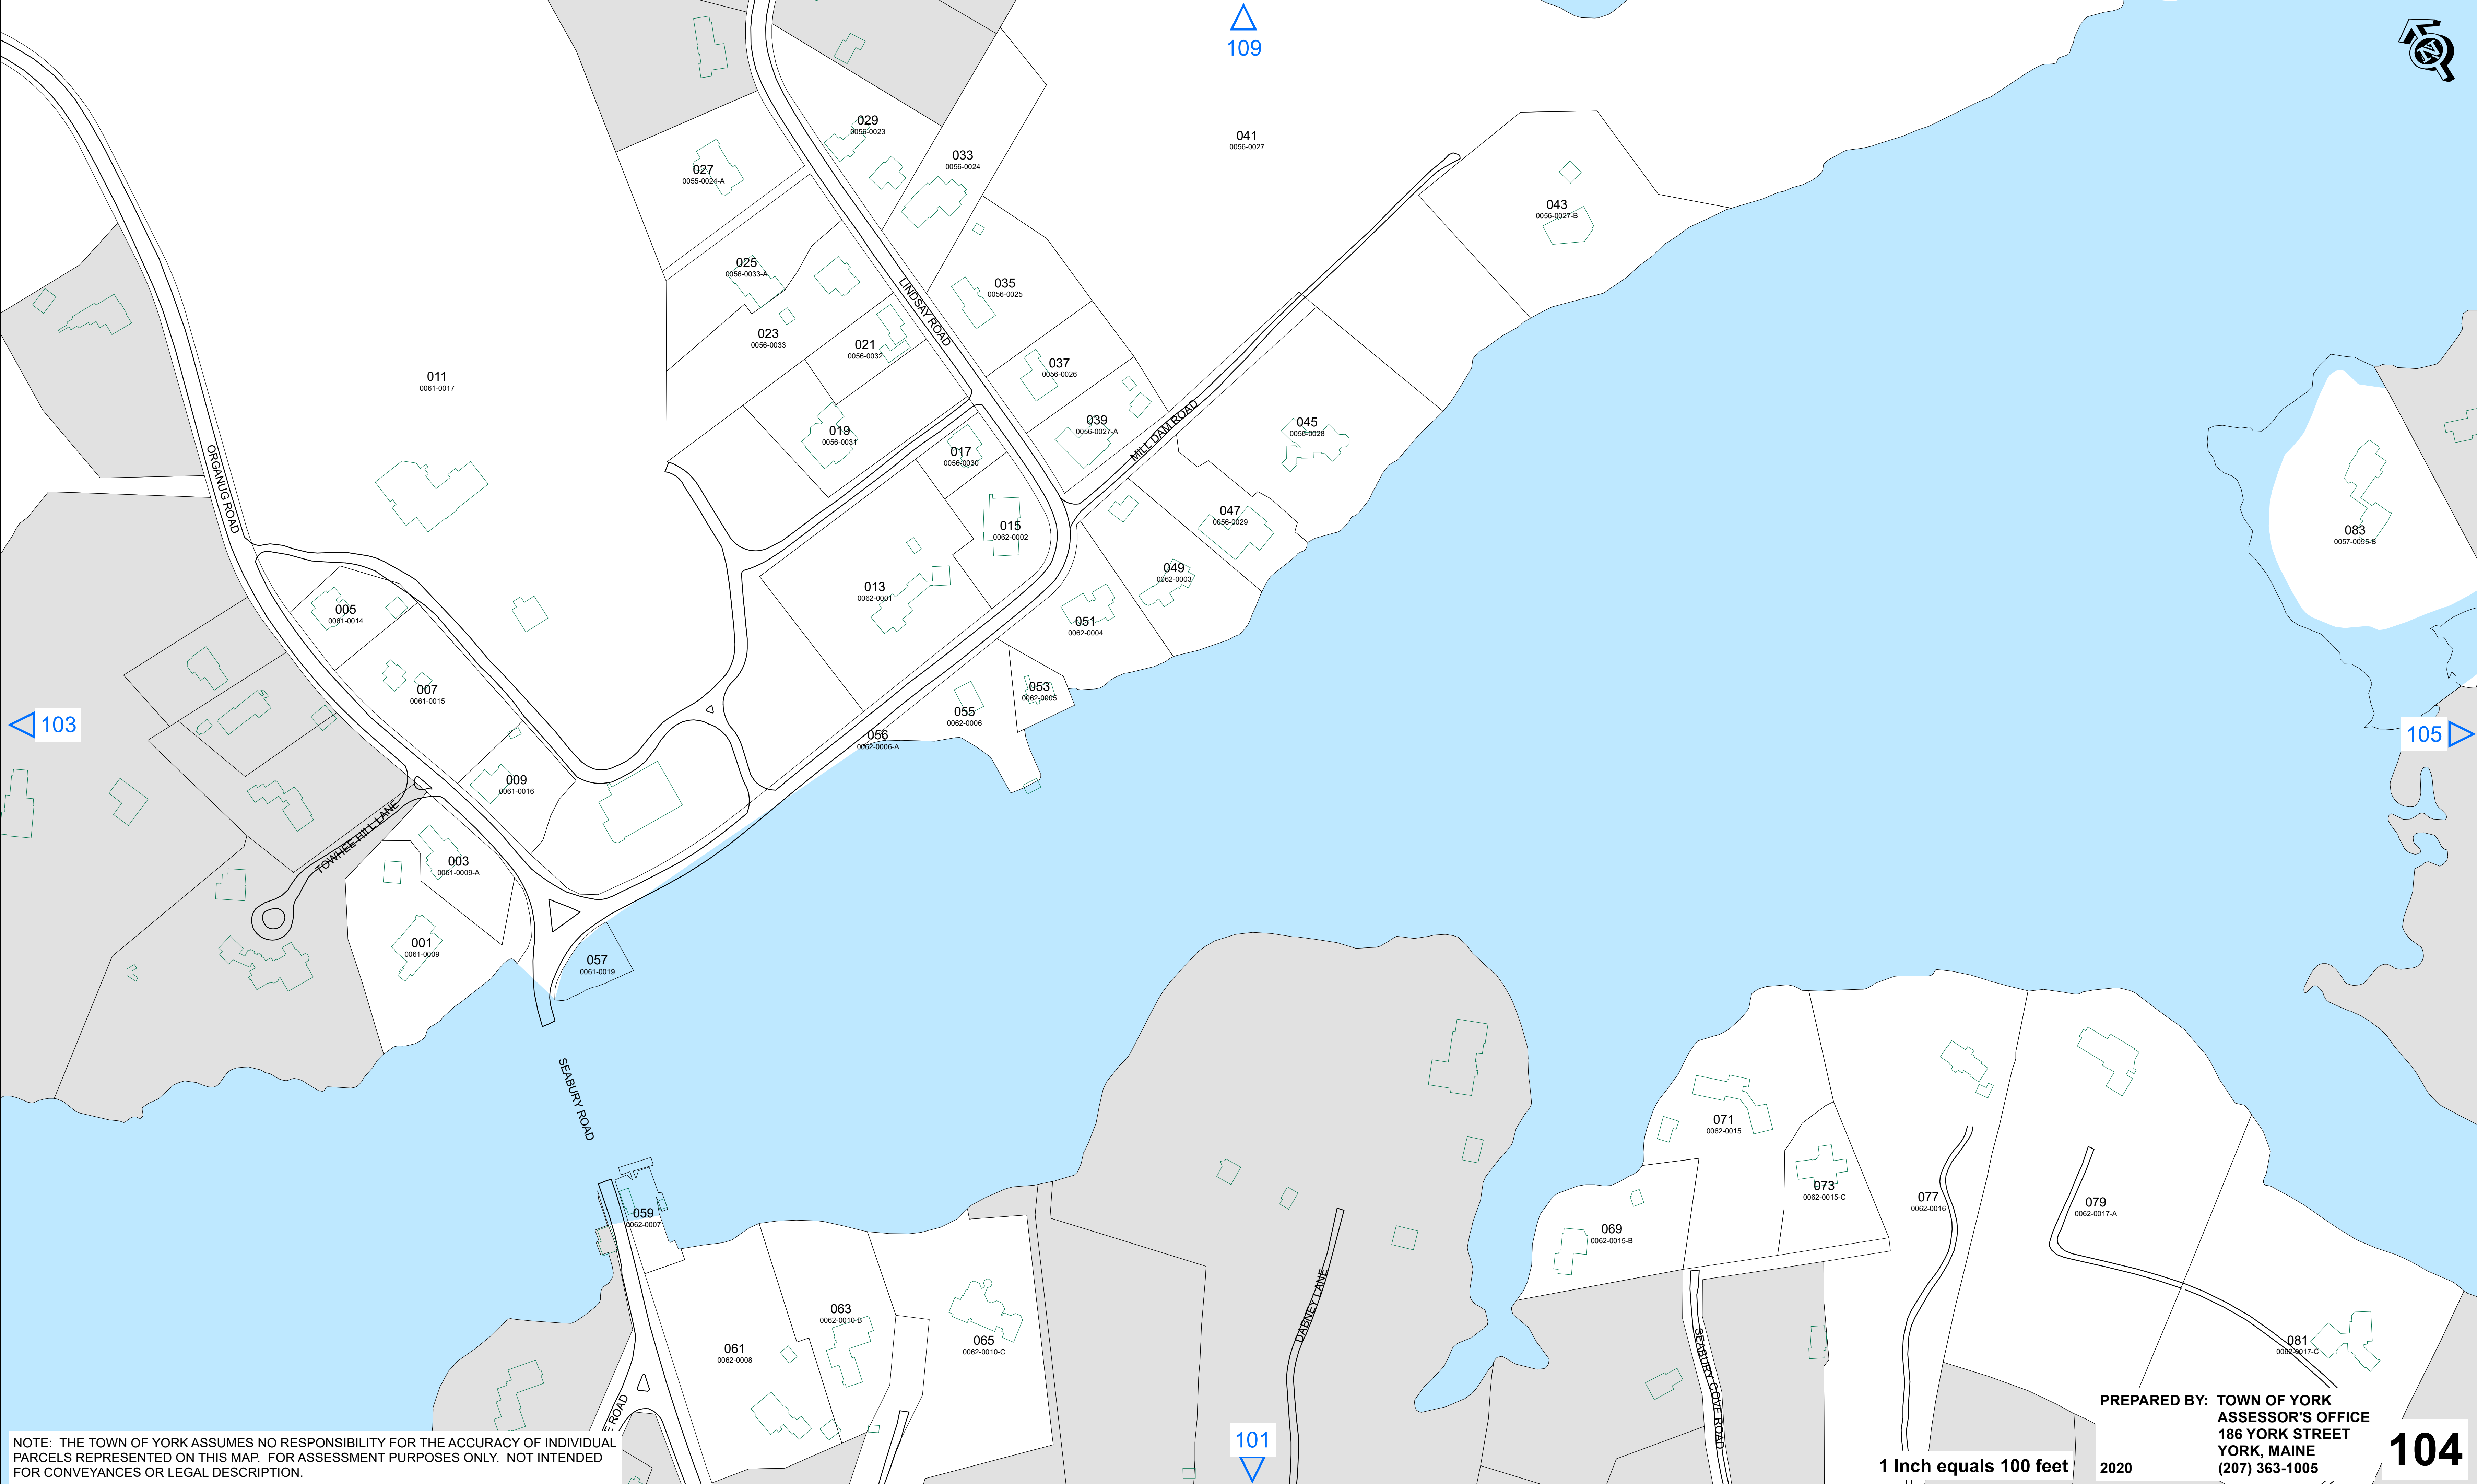 109
N
029
0056-0023
041
0056-0027
033
0056-0024
027
0055-0024-A
043
0056-0027-B
025
0056-0033-A
035
0056-0025
LINDSAY ROAD
023
0056-0033
021
0056-0032
037
0056-0026
011
0061-0017
039
0056-0027-A
MILL DAM ROAD
045
0056-0028
019
0056-0031
017
0056-0030
ORGANUG ROAD
047
0056-0029
015
0062-0002
083
0057-0055-B
049
0062-0003
013
0062-0001
005
0061-0014
051
0062-0004
007
0061-0015
053
0062-0005
055
0062-0006
103
105
056
0062-0006-A
009
0061-0016
TOWHEE HILL LANE
003
0061-0009-A
001
0061-0009
057
0061-0019
SEABURY ROAD
071
0062-0015
073
0062-0015-C
077
0062-0016
079
0062-0017-A
059
0062-0007
069
0062-0015-B
063
0062-0010-B
DABNEY LANE
065
0062-0010-C
061
0062-0008
081
0062-0017-C
SEABURY COVE ROAD
E ROAD
101
NOTE: THE TOWN OF YORK ASSUMES NO RESPONSIBILITY FOR THE ACCURACY OF INDIVIDUAL
PARCELS REPRESENTED ON THIS MAP. FOR ASSESSMENT PURPOSES ONLY. NOT INTENDED
FOR CONVEYANCES OR LEGAL DESCRIPTION.
1 Inch equals 100 feet
PREPARED BY: TOWN OF YORK
ASSESSOR'S OFFICE
186 YORK STREET
YORK, MAINE
2020 (207) 363-1005
104